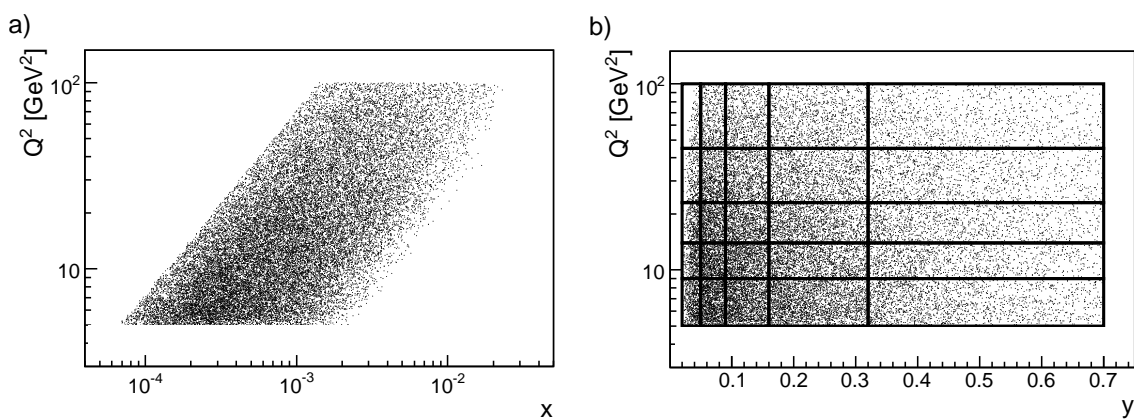 a)
Q² [GeV²]
10²
10
10⁻⁴
10⁻³
10⁻²
x
b)
Q² [GeV²]
10²
10
0.1 0.2 0.3 0.4 0.5 0.6 0.7
y